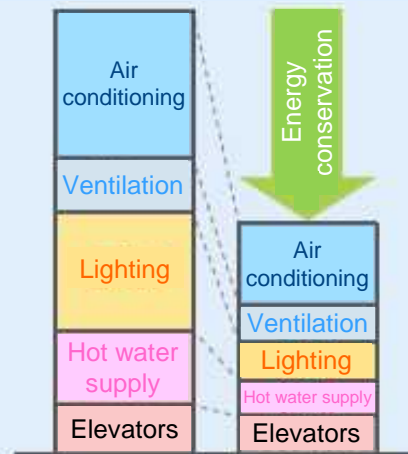 Air
conditioning
Ventilation
Lighting
Hot water
supply
Elevators
Energy
conservation
Air
conditioning
Ventilation
Lighting
Hot water supply
Elevators